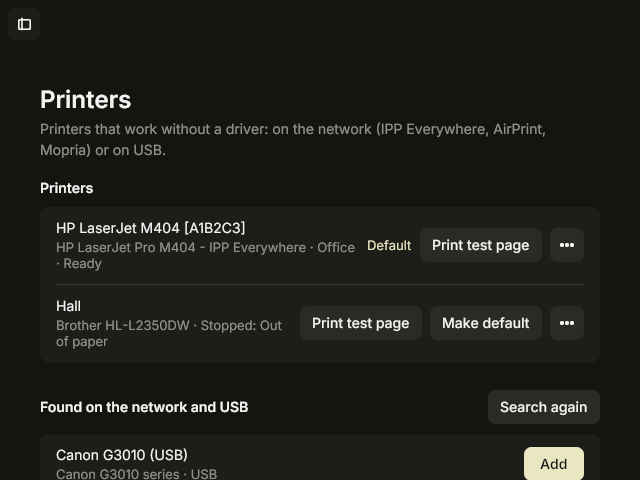 Printers
Printers that work without a driver: on the network (IPP Everywhere, AirPrint,
Mopria) or on USB.
Printers
HP LaserJet M404 [A1B2C3]
HP LaserJet Pro M404 - IPP Everywhere · Office
· Ready
Default
Print test page
Hall
Brother HL-L2350DW · Stopped: Out
of paper
Print test page
Make default
Found on the network and USB
Search again
Canon G3010 (USB)
Canon G3010 series · USB
Add